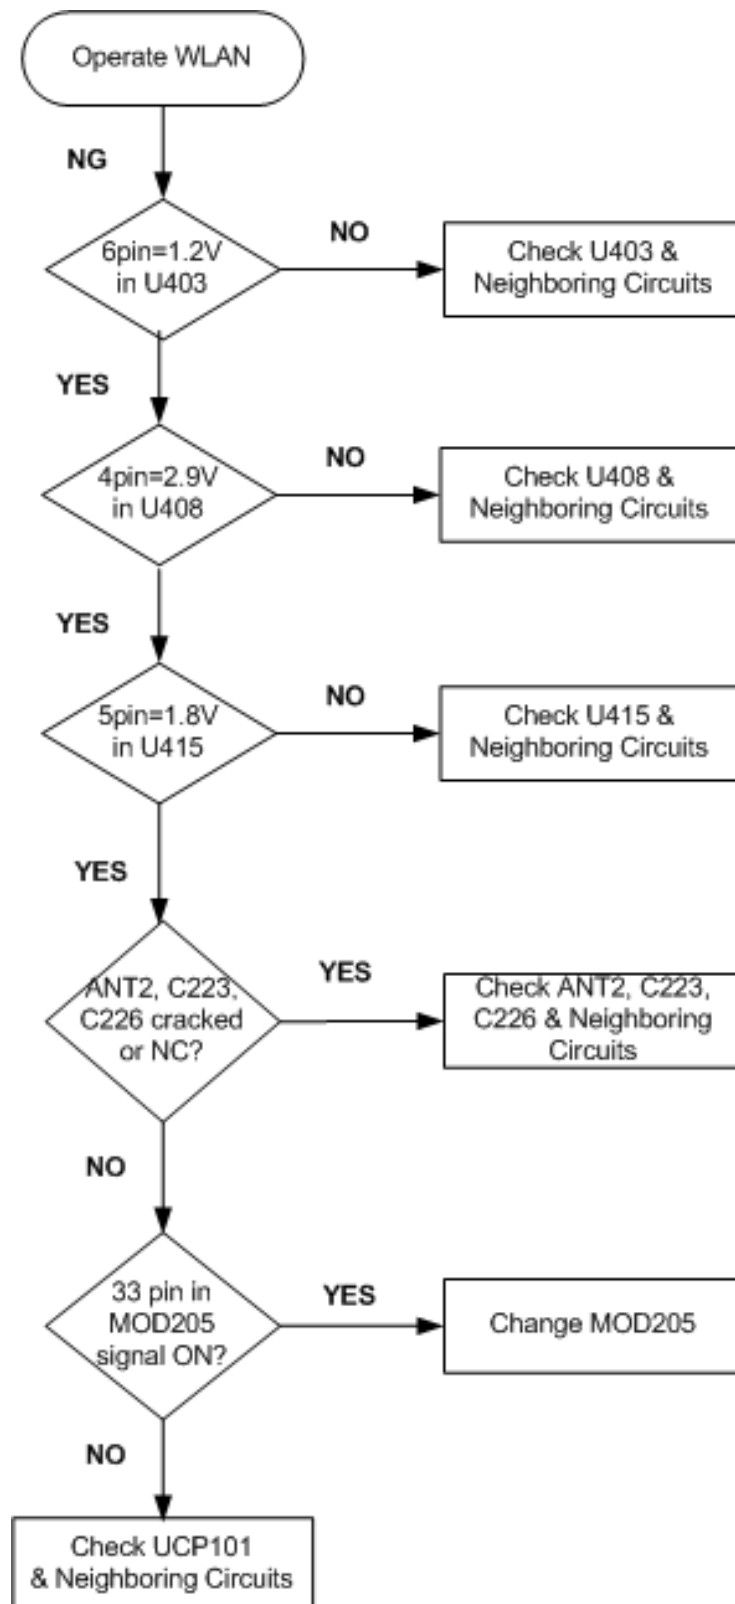 Operate WLAN
NG
6pin=1.2V
in U403
NO
Check U403 &
Neighboring Circuits
YES
4pin=2.9V
in U408
NO
Check U408 &
Neighboring Circuits
YES
5pin=1.8V
in U415
NO
Check U415 &
Neighboring Circuits
YES
ANT2, C223,
C226 cracked
or NC?
YES
Check ANT2, C223,
C226 & Neighboring
Circuits
NO
33 pin in
MOD205
signal ON?
YES
Change MOD205
NO
Check UCP101
& Neighboring Circuits